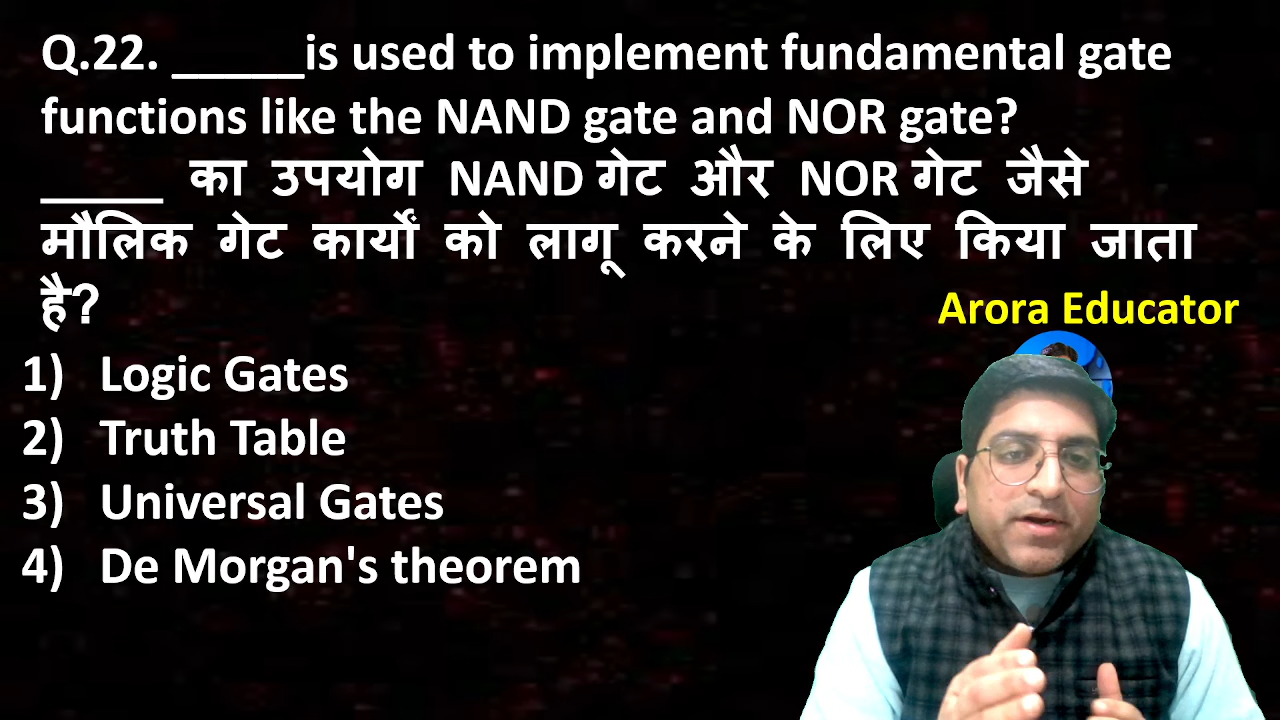 Q.22. _____is used to implement fundamental gate
functions like the NAND gate and NOR gate?
_____ का उपयोग NAND गेट और NOR गेट जैसे
मौलिक गेट कार्यों को लागू करने के लिए किया जाता
है?
Arora Educator
1) Logic Gates
2) Truth Table
3) Universal Gates
4) De Morgan's theorem